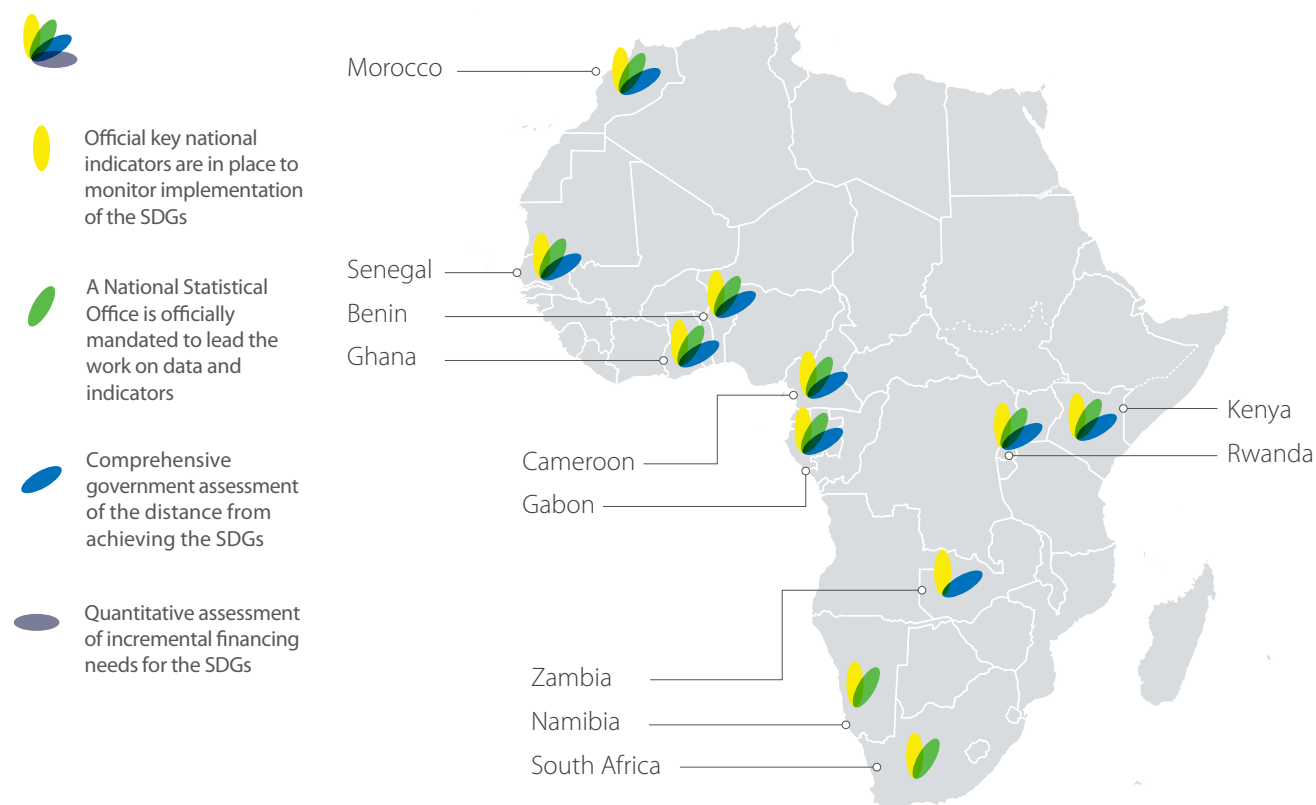 Official key national
indicators are in place to
monitor implementation
of the SDGs
A National Statistical
Office is officially
mandated to lead the
work on data and
indicators
Comprehensive
government assessment
of the distance from
achieving the SDGs
Quantitative assessment
of incremental financing
needs for the SDGs
Morocco
Senegal
Benin
Ghana
Cameroon
Gabon
Kenya
Rwanda
Zambia
Namibia
South Africa